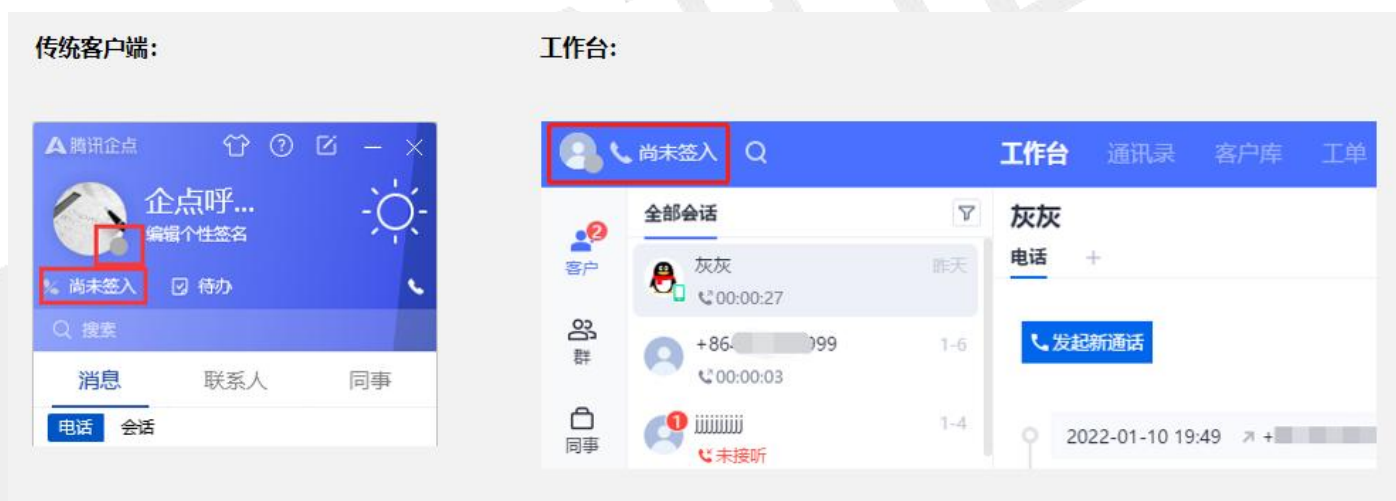 传统客户端：
工作台：
腾讯企点
企点呼...
编辑个性签名
尚未签入
待办
搜索
消息
联系人
同事
电话
会话
尚未签入
工作台
通讯录
客户库
工单
2
客户
群
同事
全部会话
灰灰
昨天
00:00:27
+864
999
1-6
00:00:03
1
jjjjjjjjjj
1-4
未接听
灰灰
电话
+
发起新通话
2022-01-10 19:49
+